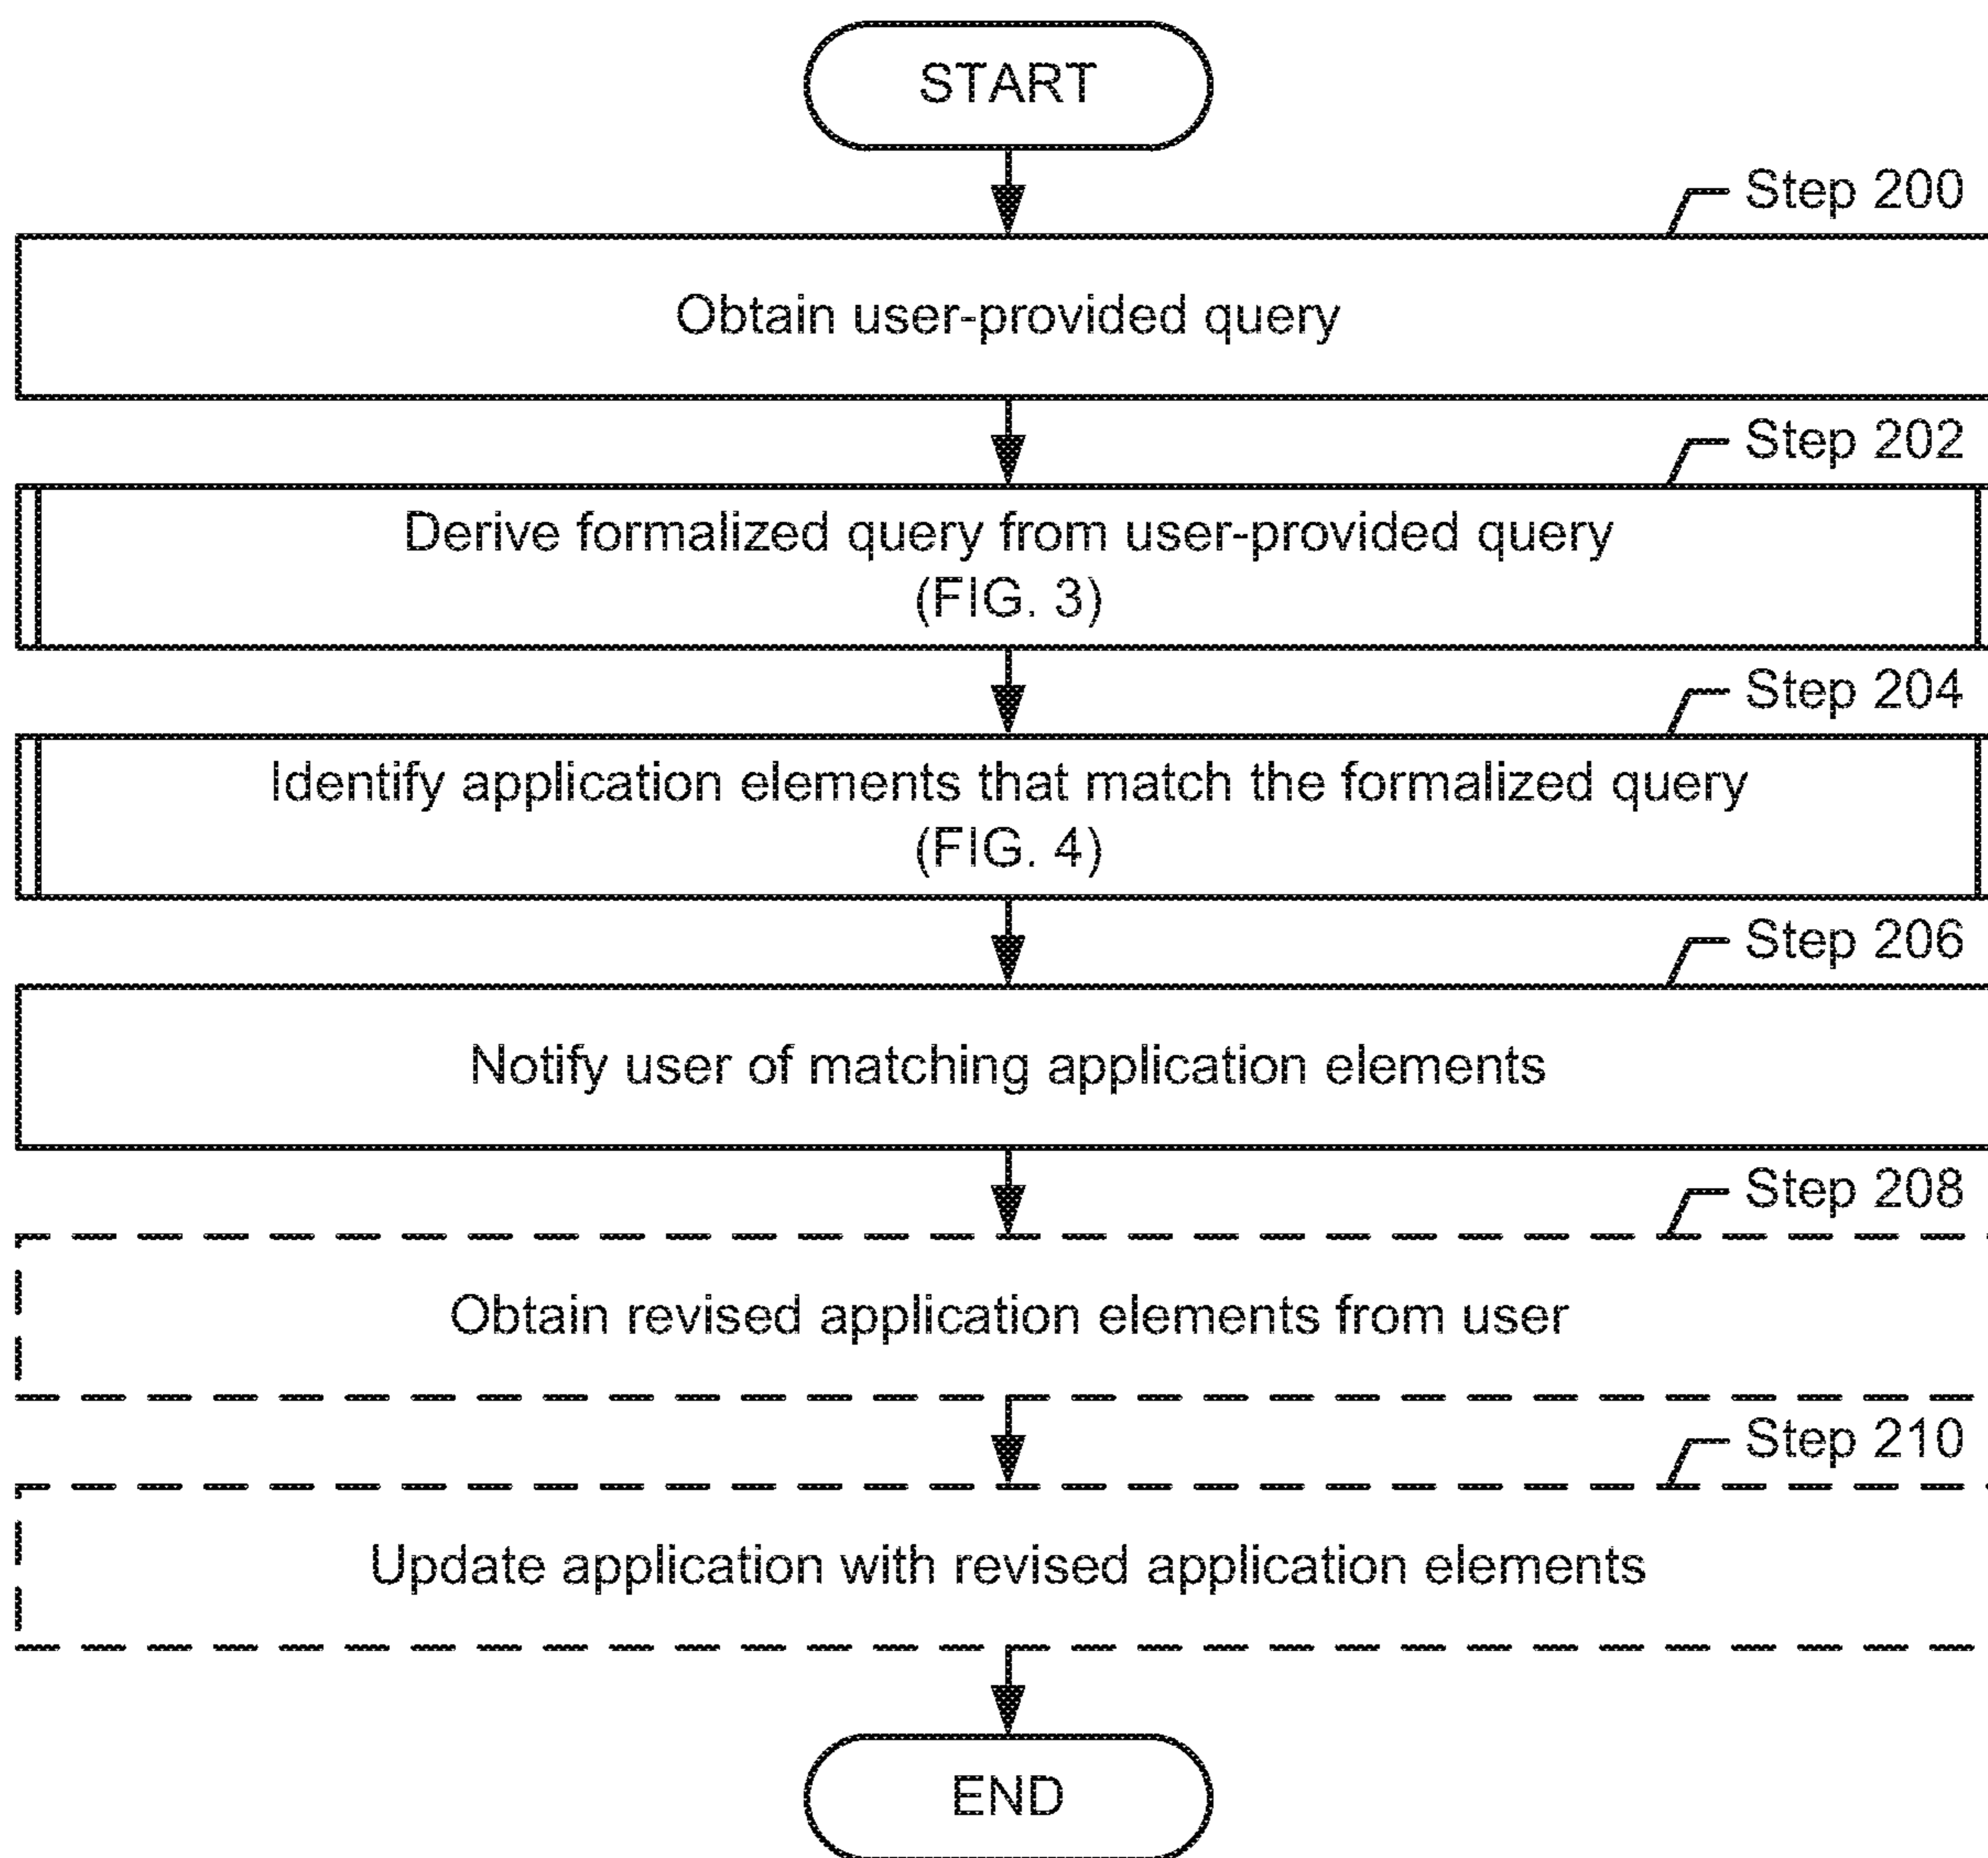 START
Step 200
Obtain user-provided query
Step 202
Derive formalized query from user-provided query
(FIG. 3)
Step 204
Identify application elements that match the formalized query
(FIG. 4)
Step 206
Notify user of matching application elements
Step 208
Obtain revised application elements from user
Step 210
Update application with revised application elements
END